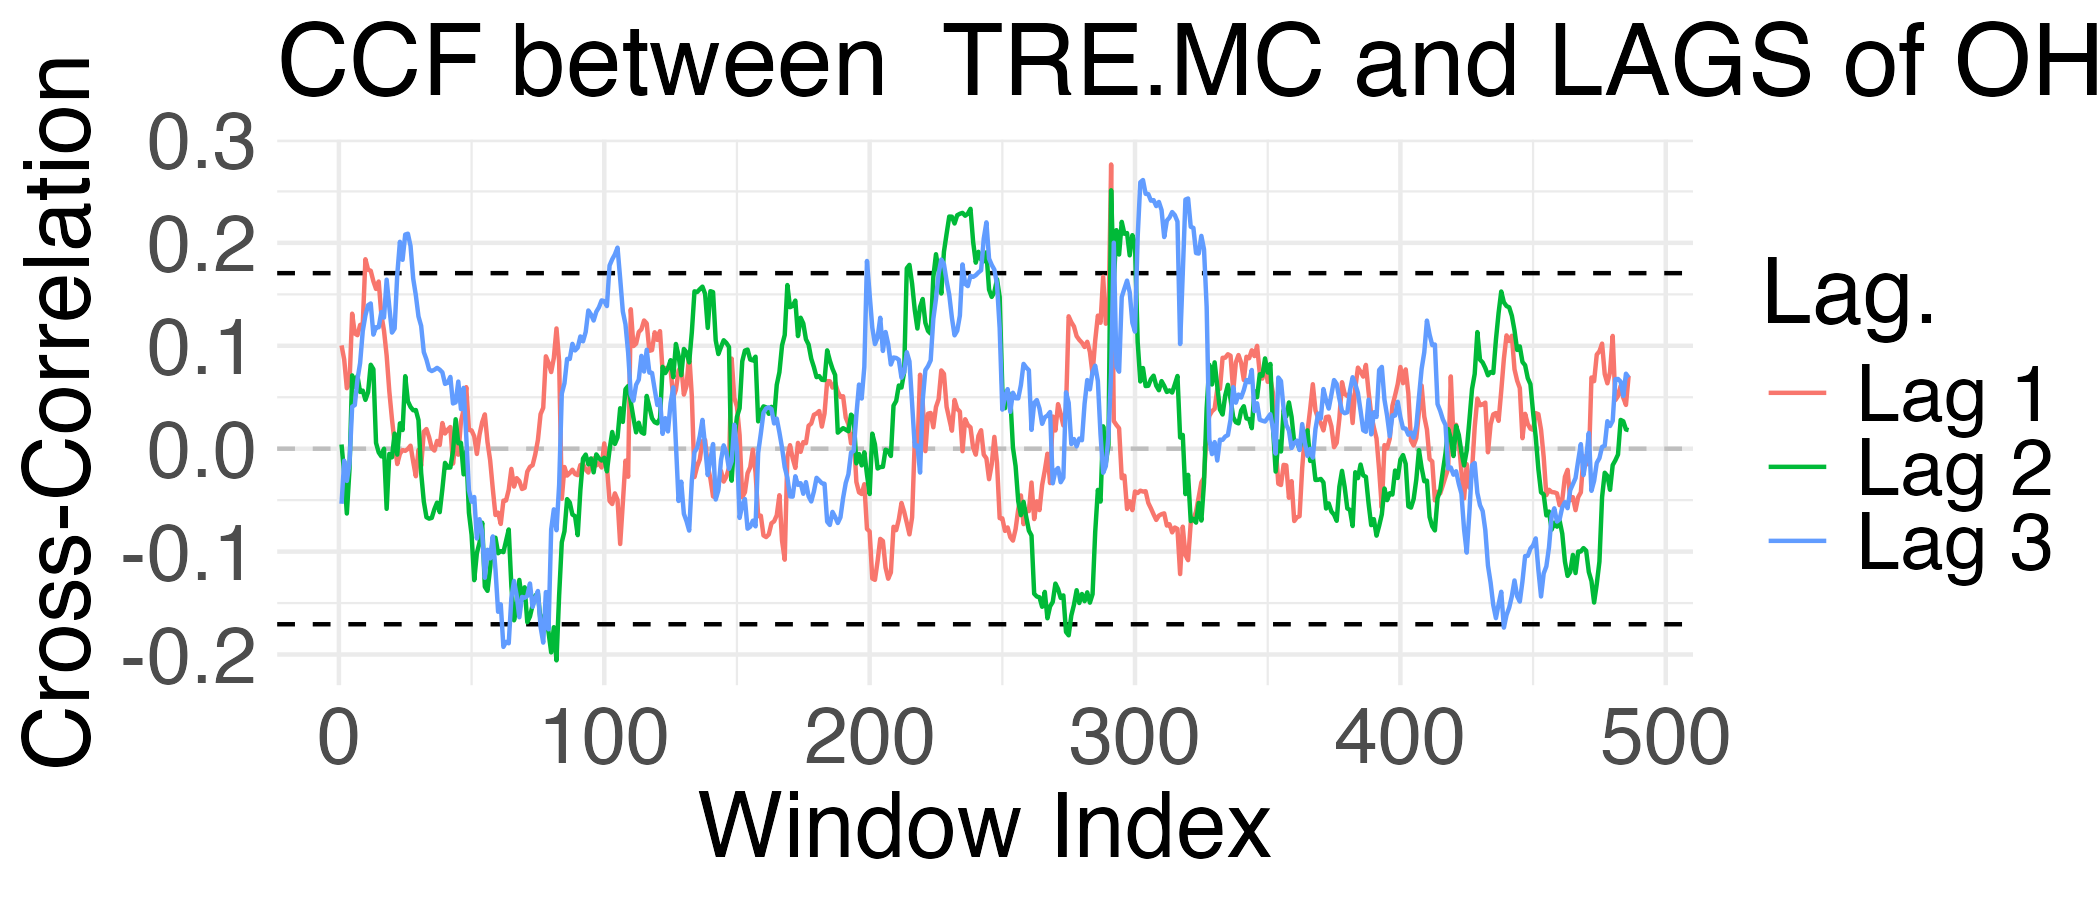 CCF between  TRE.MC and LAGS of OH
Cross-Correlation
0.3
0.2
0.1
0.0
-0.1
-0.2
0
100
200
300
400
500
Window Index
Lag.
Lag 1
Lag 2
Lag 3